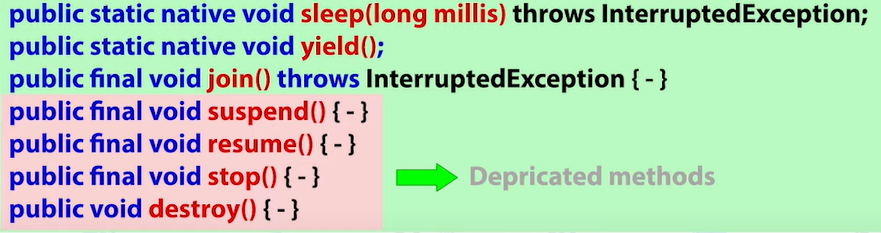 public static native void sleep(long millis) throws InterruptedException;
public static native void yield();
public final void join() throws InterruptedException { - }
public final void suspend() { - }
public final void resume() { - }
public final void stop() { - }
Depricated methods
public void destroy() { - }